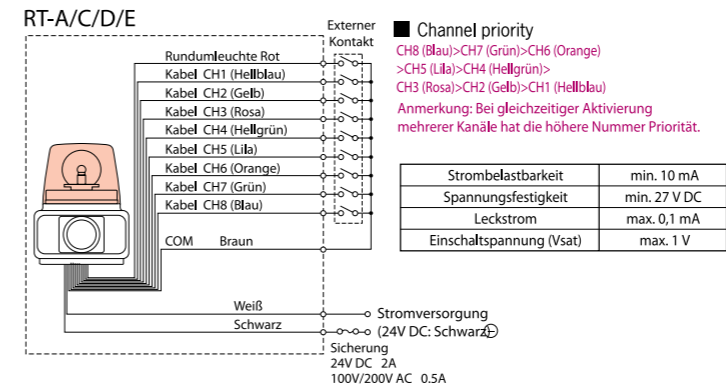 RT-A/C/D/E
Externer
Kontakt
Rundumleuchte Rot
Kabel CH1 (Hellblau)
Kabel CH2 (Gelb)
Kabel CH3 (Rosa)
Kabel CH4 (Hellgrün)
Kabel CH5 (Lila)
Kabel CH6 (Orange)
Kabel CH7 (Grün)
Kabel CH8 (Blau)
COM Braun
Weiß
Schwarz
Stromversorgung
(24V DC: Schwarz⊖)
Sicherung
24V DC 2A
100V/200V AC 0.5A
■ Channel priority
CH8 (Blau)>CH7 (Grün)>CH6 (Orange)
>CH5 (Lila)>CH4 (Hellgrün)>
CH3 (Rosa)>CH2 (Gelb)>CH1 (Hellblau)
Anmerkung: Bei gleichzeitiger Aktivierung
mehrerer Kanäle hat die höhere Nummer Priorität.
Strombelastbarkeit min. 10 mA
Spannungsfestigkeit min. 27 V DC
Leckstrom max. 0,1 mA
Einschaltspannung (Vsat) max. 1 V